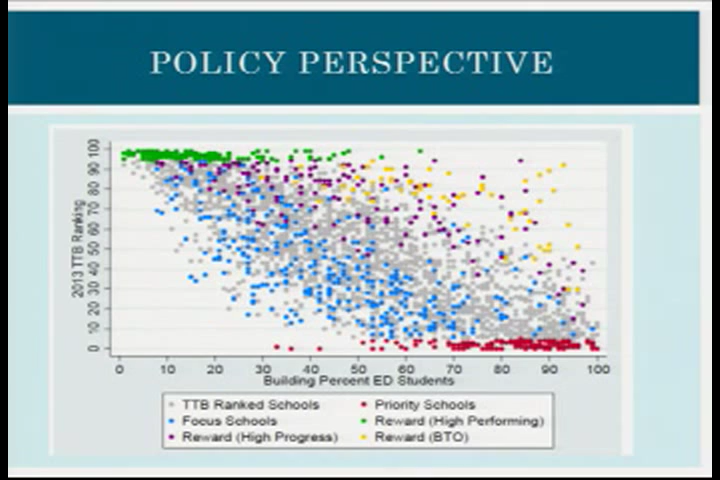 POLICY PERSPECTIVE
2013 TTB Ranking
0 10 20 30 40 50 60 70 80 90 100
0 10 20 30 40 50 60 70 80 90 100
Building Percent ED Students
TTB Ranked Schools
Priority Schools
Focus Schools
Reward (High Performing)
Reward (High Progress)
Reward (BTO)